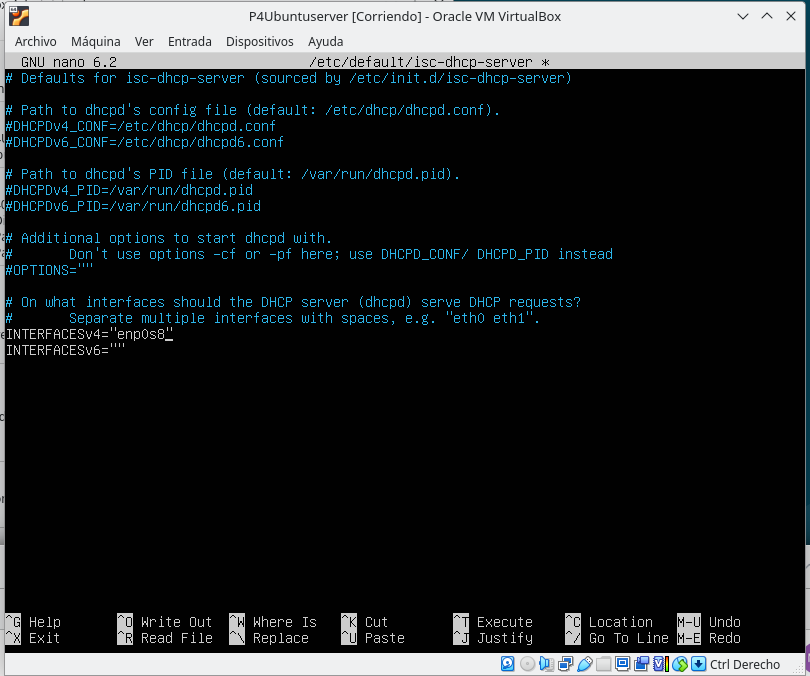 P4Ubuntuserver [Corriendo] - Oracle VM VirtualBox
Archivo Máquina Ver Entrada Dispositivos Ayuda
GNU nano 6.2 /etc/default/isc-dhcp-server *
# Defaults for isc-dhcp-server (sourced by /etc/init.d/isc-dhcp-server)
# Path to dhcpd's config file (default: /etc/dhcp/dhcpd.conf).
#DHCPDv4_CONF=/etc/dhcp/dhcpd.conf
#DHCPDv6_CONF=/etc/dhcp/dhcpd6.conf
# Path to dhcpd's PID file (default: /var/run/dhcpd.pid).
#DHCPDv4_PID=/var/run/dhcpd.pid
#DHCPDv6_PID=/var/run/dhcpd6.pid
# Additional options to start dhcpd with.
# Don't use options -cf or -pf here; use DHCPD_CONF/ DHCPD_PID instead
#OPTIONS=""
# On what interfaces should the DHCP server (dhcpd) serve DHCP requests?
# Separate multiple interfaces with spaces, e.g. "eth0 eth1".
INTERFACESv4="enp0s8"
INTERFACESv6=""
^G Help ^O Write Out ^W Where Is ^K Cut ^T Execute ^C Location M-U Undo
^X Exit ^R Read File ^\ Replace ^U Paste ^J Justify ^/ Go To Line M-E Redo
Ctrl Derecho